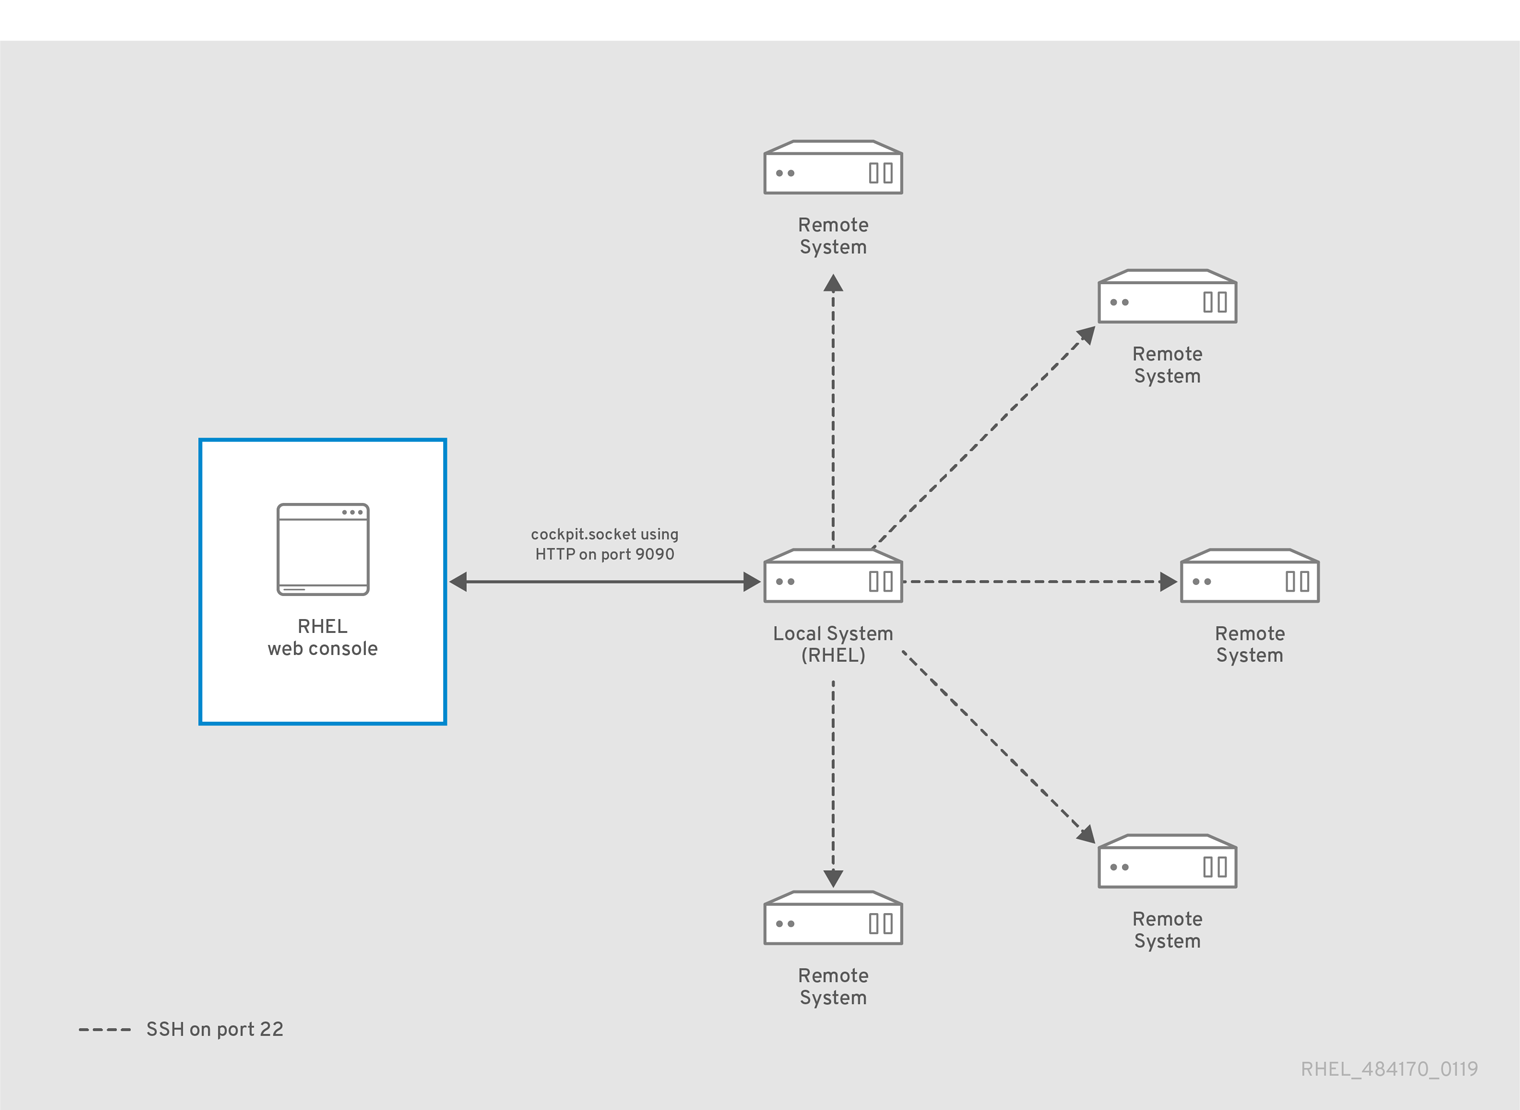 Remote
System
Remote
System
cockpit.socket using
HTTP on port 9090
RHEL
web console
Local System
(RHEL)
Remote
System
Remote
System
Remote
System
SSH on port 22
RHEL_484170_0119